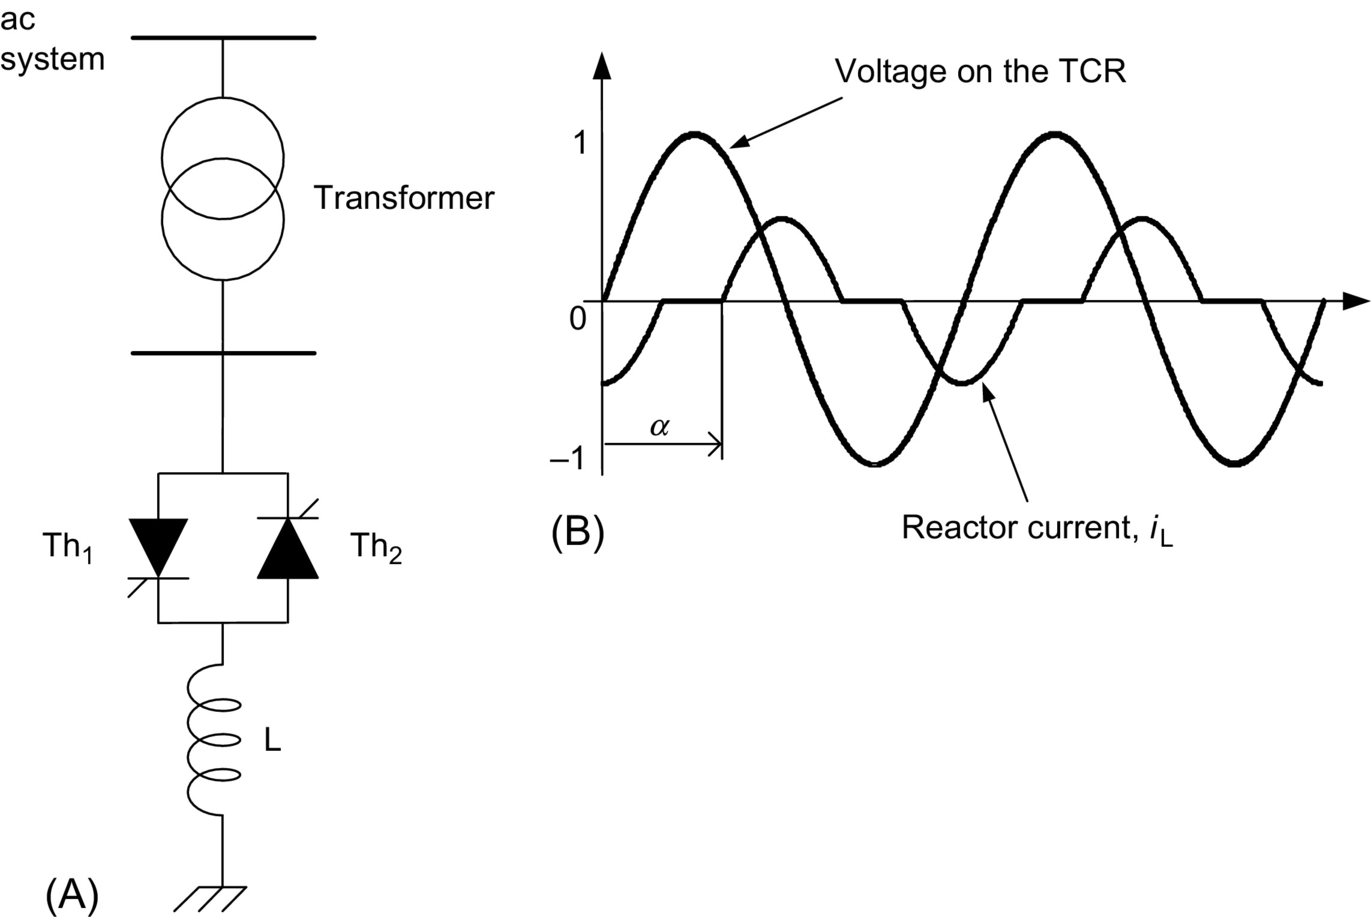 ac
system
Transformer
Th1
Th2
L
(A)
Voltage on the TCR
1
0
α
–1
Reactor current, iL
(B)